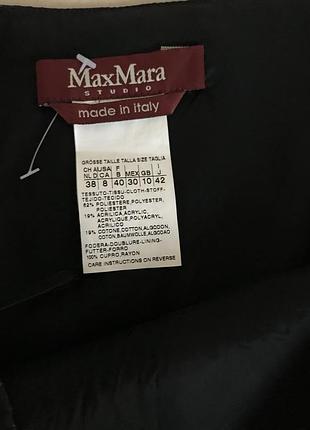 MaxMara
STUDIO
made in italy
GRÖSSE TAILLE TALLA SIZE TAGLIA
CH AUSA F I
NL D CA B MEX GB J
38 8 40 30 10 42
TESSUTO-TISSU-CLOTH-STOFF-
TEJIDO-TECIDO
62% POLIESTERE,POLYESTER,
POLIESTER
19% ACRILICA,ACRYLIC,
ACRYLIQUE,POLYACRYL,
ACRILICO
19% COTONE,COTTON,ALGODON,
COTON,BAUMWOLLE,ALGODAO
FODERA-DOUBLURE-LINING-
FUTTER-FORRO
100% CUPRO,RAYON
CARE INSTRUCTIONS ON REVERSE